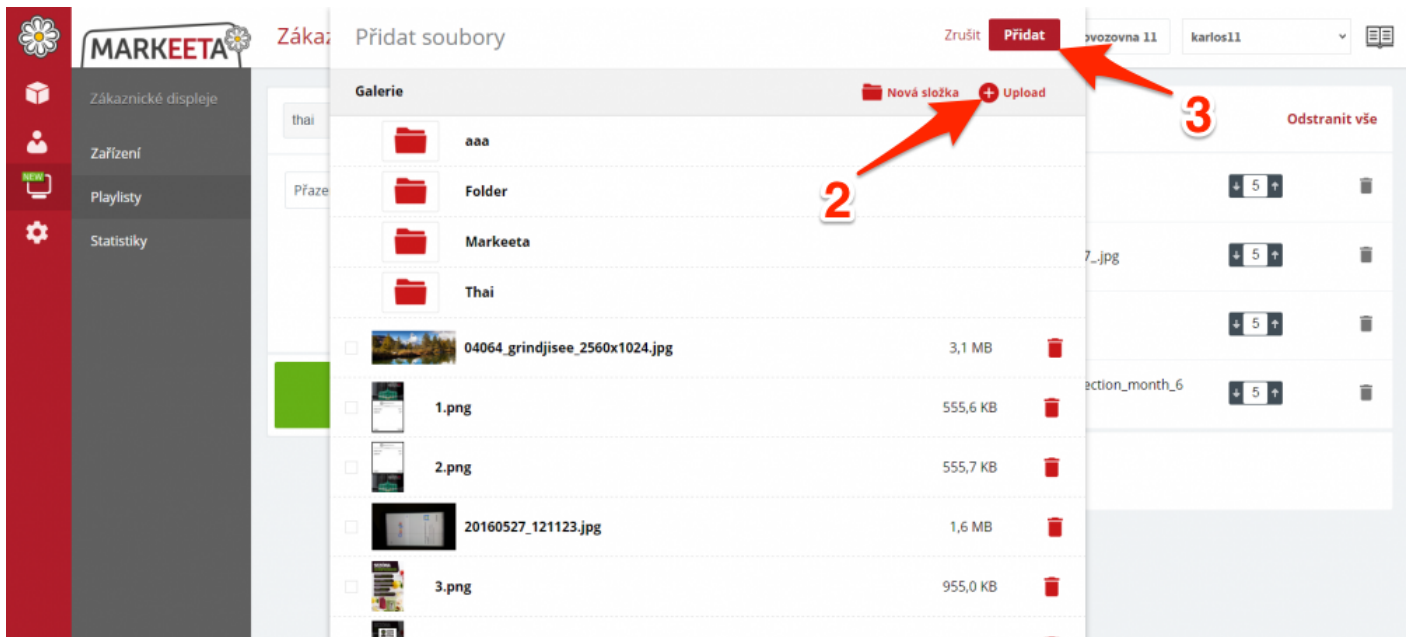 MARKEETA
Zákaz
Přidat soubory
Zrušit
Přidat
ovozovna 11
karlos11
Zákaznické displeje
Zařízení
NEW
Playlisty
Statistiky
thai
Přaze
Galerie
Nová složka
Upload
2
3
Odstranit vše
aaa
Folder
Markeeta
Thai
04064_grindjisee_2560x1024.jpg
3,1 MB
1.png
555,6 KB
2.png
555,7 KB
20160527_121123.jpg
1,6 MB
3.png
955,0 KB
5
7_.jpg
5
5
ection_month_6
5